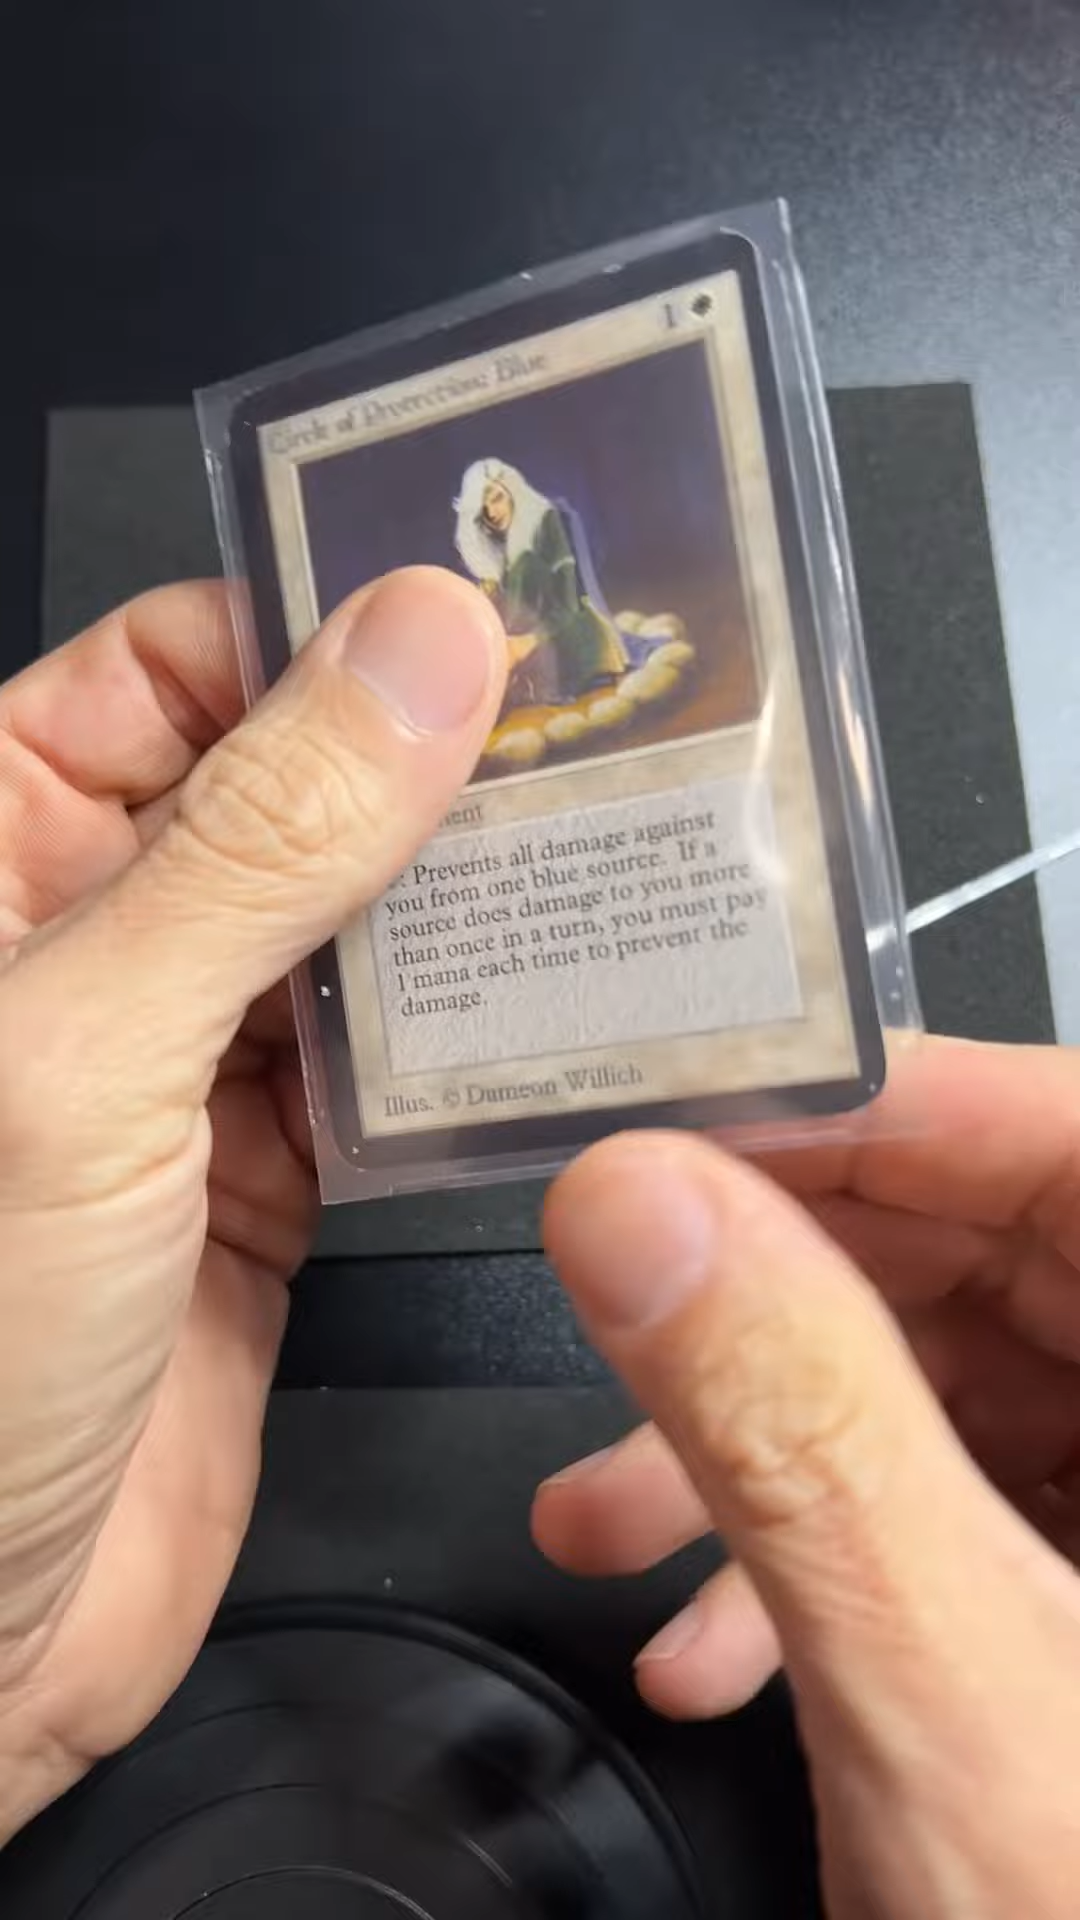 Circle of Protection: Blue 1
ment
: Prevents all damage against
you from one blue source. If a
source does damage to you more
than once in a turn, you must pay
1 mana each time to prevent the
damage.
Illus. © Dameon Willich